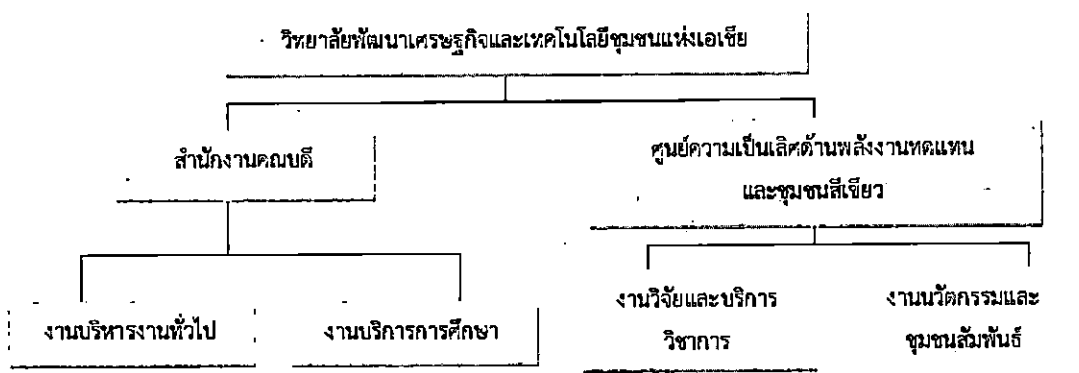 วิทยาลัยพัฒนาเศรษฐกิจและเทคโนโลยีชุมชนแห่งเอเชีย
สำนักงานคณบดี
ศูนย์ความเป็นเลิศด้านพลังงานทดแทน
และชุมชนสีเขียว
งานบริหารงานทั่วไป
งานบริการการศึกษา
งานวิจัยและบริการ
วิชาการ
งานนวัตกรรมและ
ชุมชนสัมพันธ์